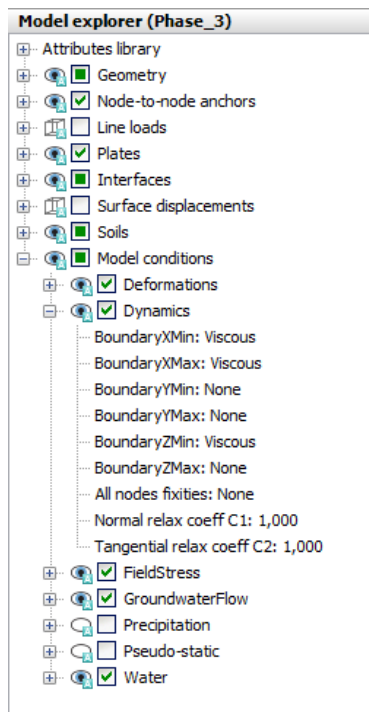 Model explorer (Phase_3)
Attributes library
Geometry
Node-to-node anchors
Line loads
Plates
Interfaces
Surface displacements
Soils
Model conditions
Deformations
Dynamics
BoundaryXMin: Viscous
BoundaryXMax: Viscous
BoundaryYMin: None
BoundaryYMax: None
BoundaryZMin: Viscous
BoundaryZMax: None
All nodes fixities: None
Normal relax coeff C1: 1,000
Tangential relax coeff C2: 1,000
FieldStress
GroundwaterFlow
Precipitation
Pseudo-static
Water